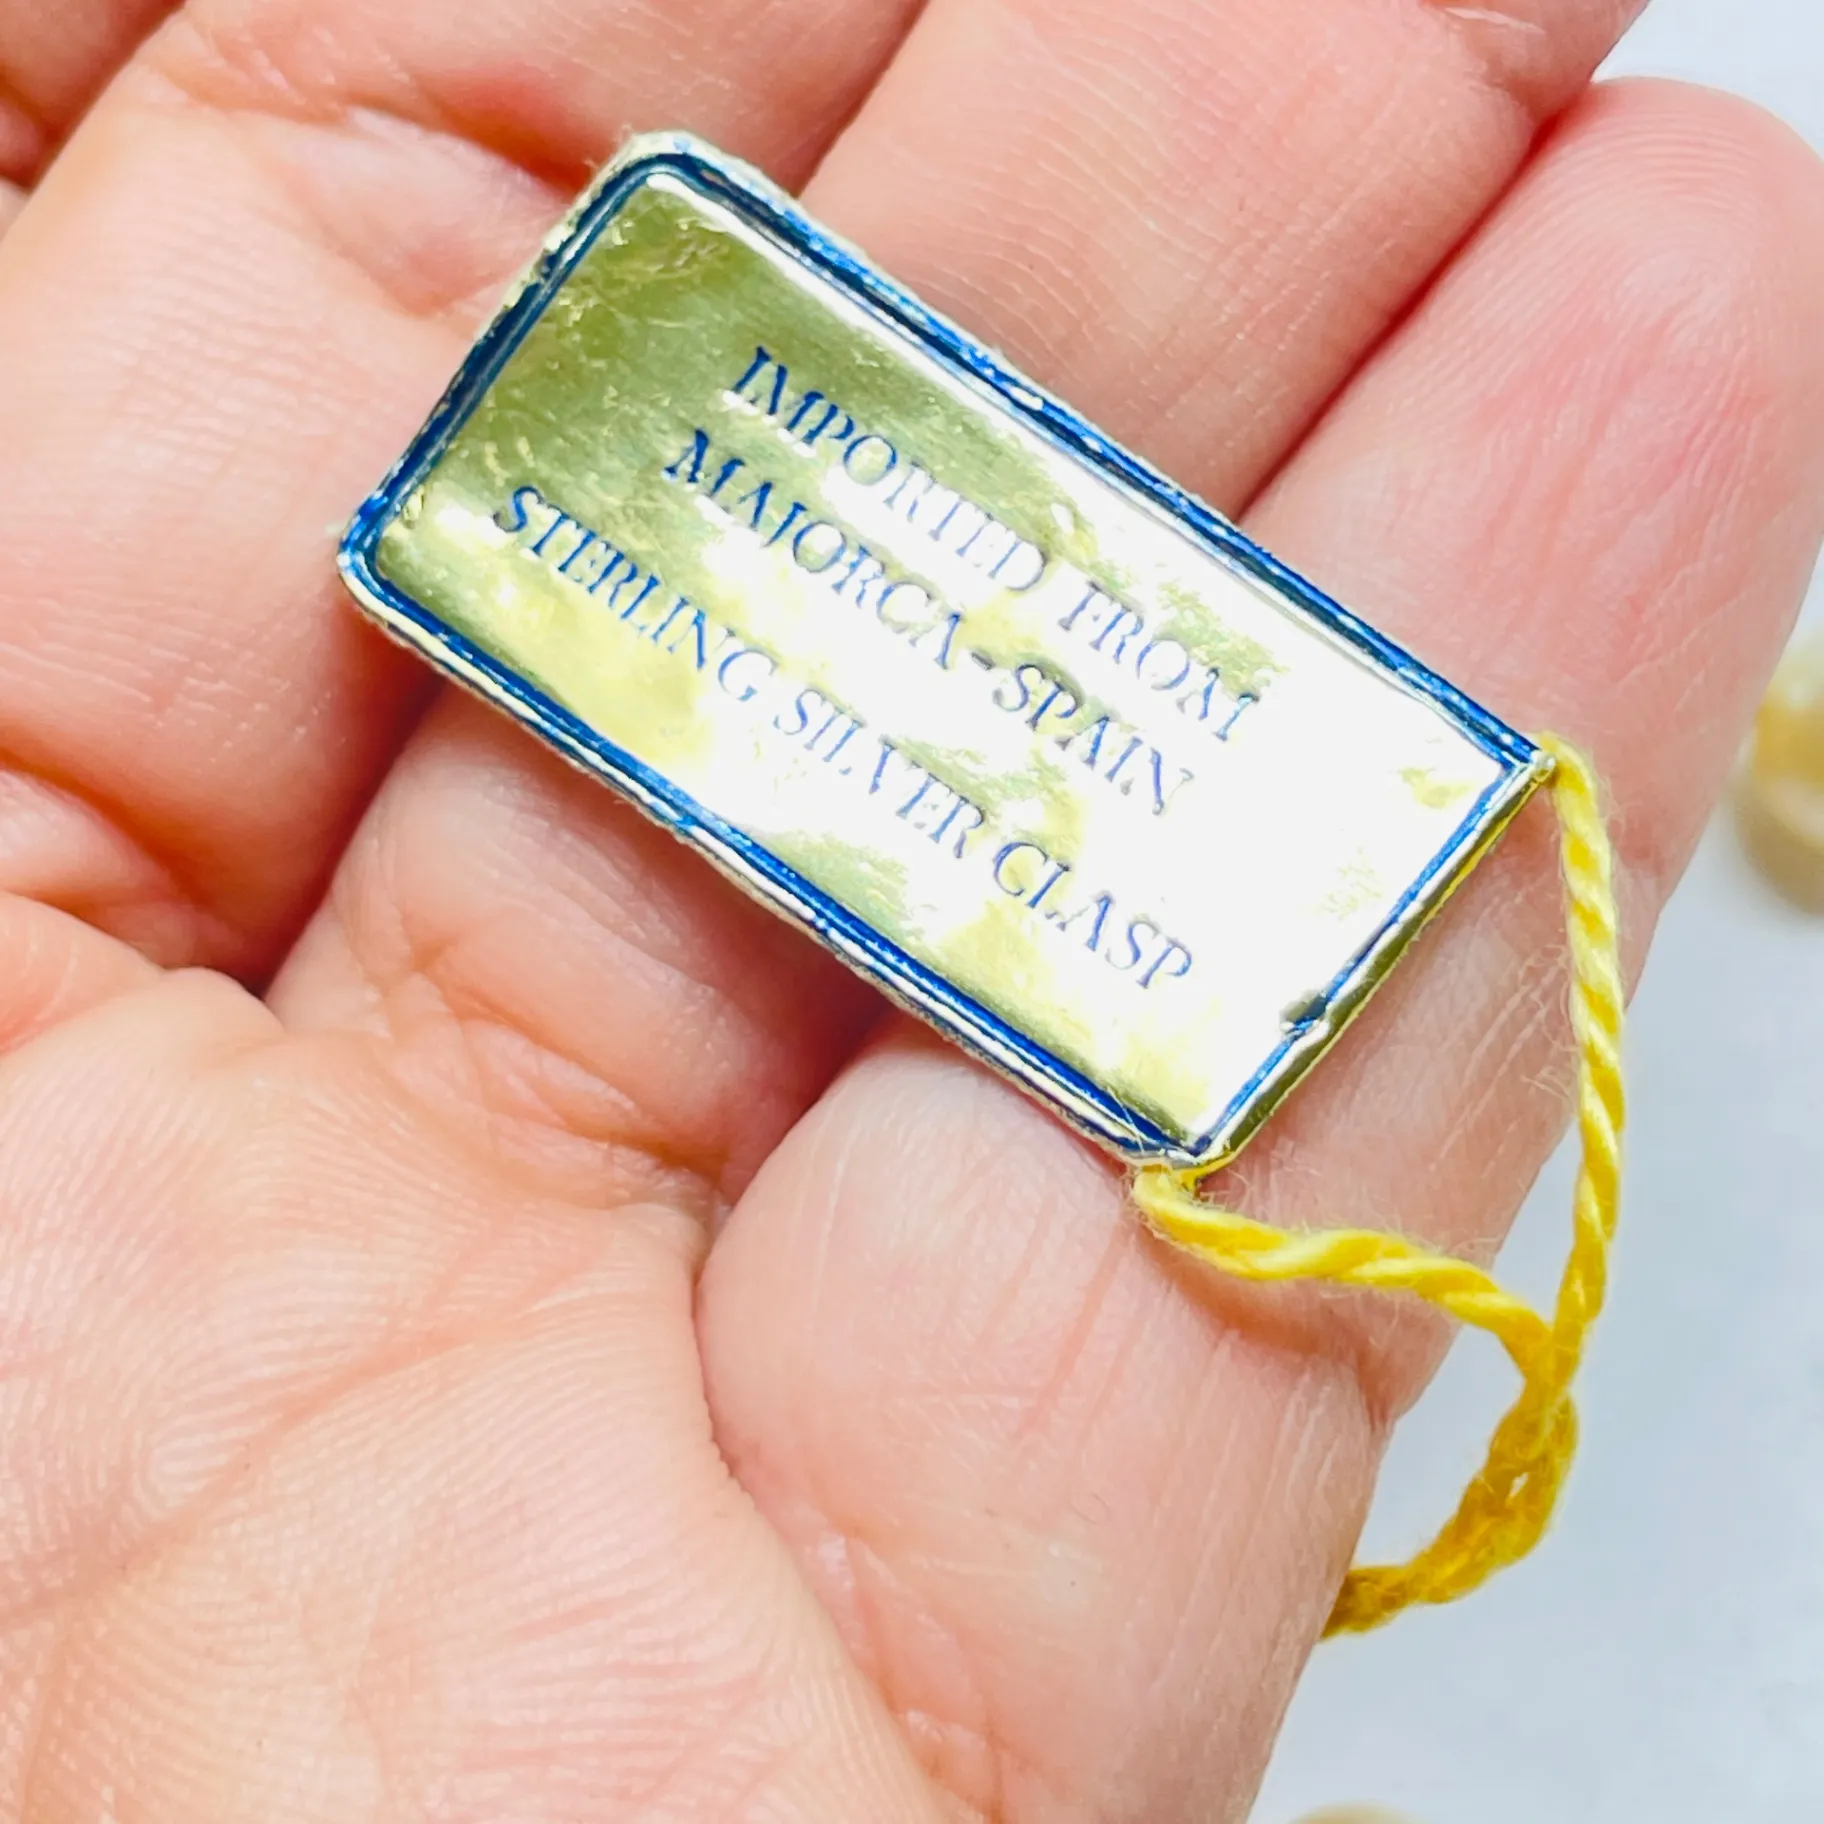 IMPORTED FROM
MAJORCA-SPAIN
STERLING SILVER CLASP